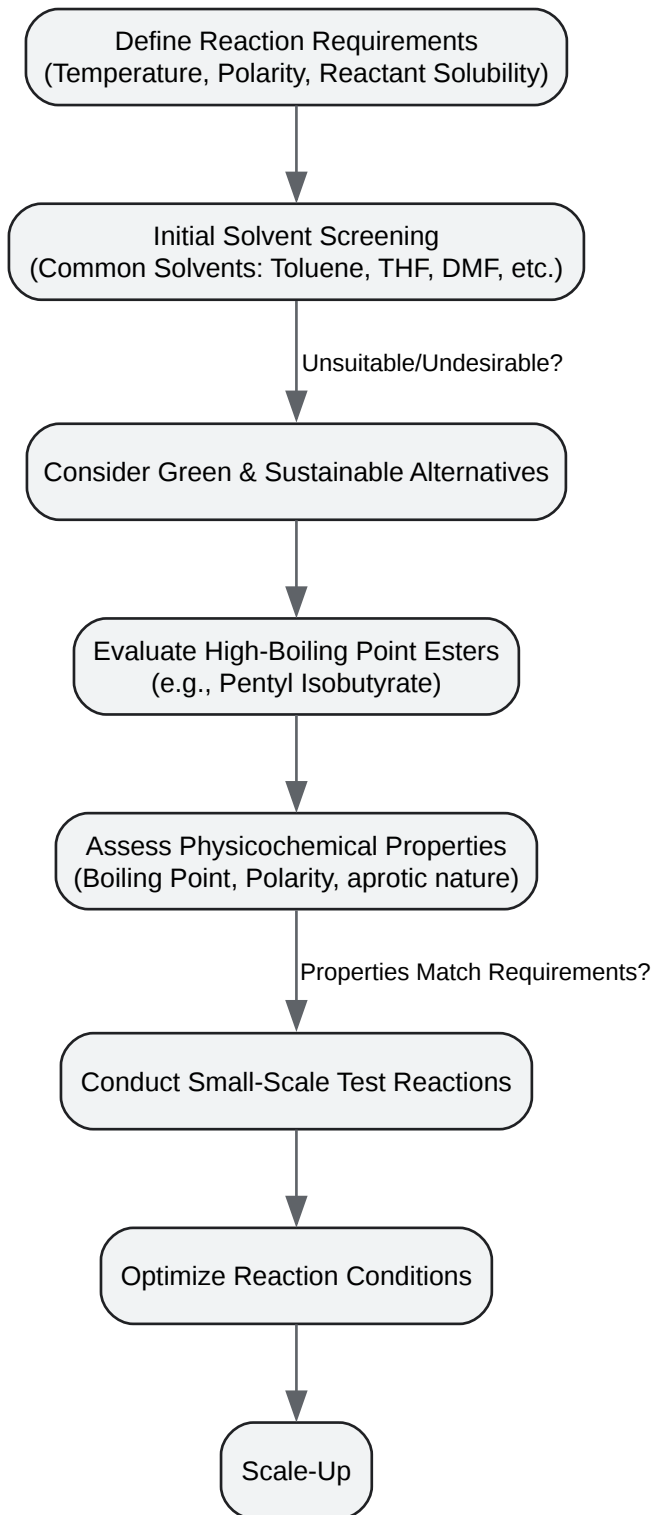 Define Reaction Requirements
(Temperature, Polarity, Reactant Solubility)
Initial Solvent Screening
(Common Solvents: Toluene, THF, DMF, etc.)
Unsuitable/Undesirable?
Consider Green & Sustainable Alternatives
Evaluate High-Boiling Point Esters
(e.g., Pentyl Isobutyrate)
Assess Physicochemical Properties
(Boiling Point, Polarity, aprotic nature)
Properties Match Requirements?
Conduct Small-Scale Test Reactions
Optimize Reaction Conditions
Scale-Up